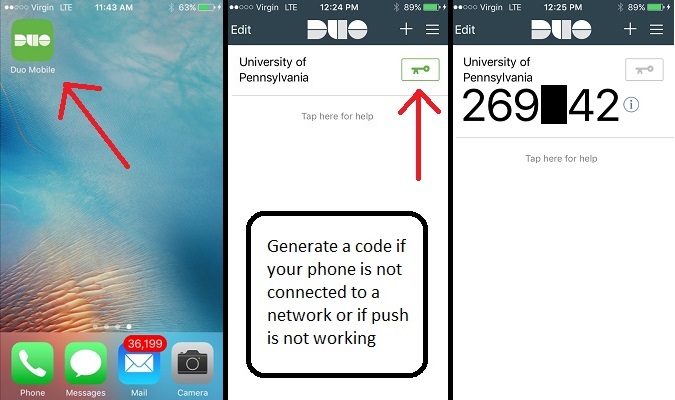 ●●○○○ Virgin LTE 11:43 AM 63%
DUO
Duo Mobile
36,199
Phone Messages Mail Camera
●●○○○ Virgin LTE 12:24 PM 89%
Edit DUO + ≡
University of
Pennsylvania
Tap here for help
Generate a code if
your phone is not
connected to a
network or if push
is not working
●●○○○ Virgin LTE 12:25 PM 89%
Edit DUO + ≡
University of
Pennsylvania
269 42
Tap here for help